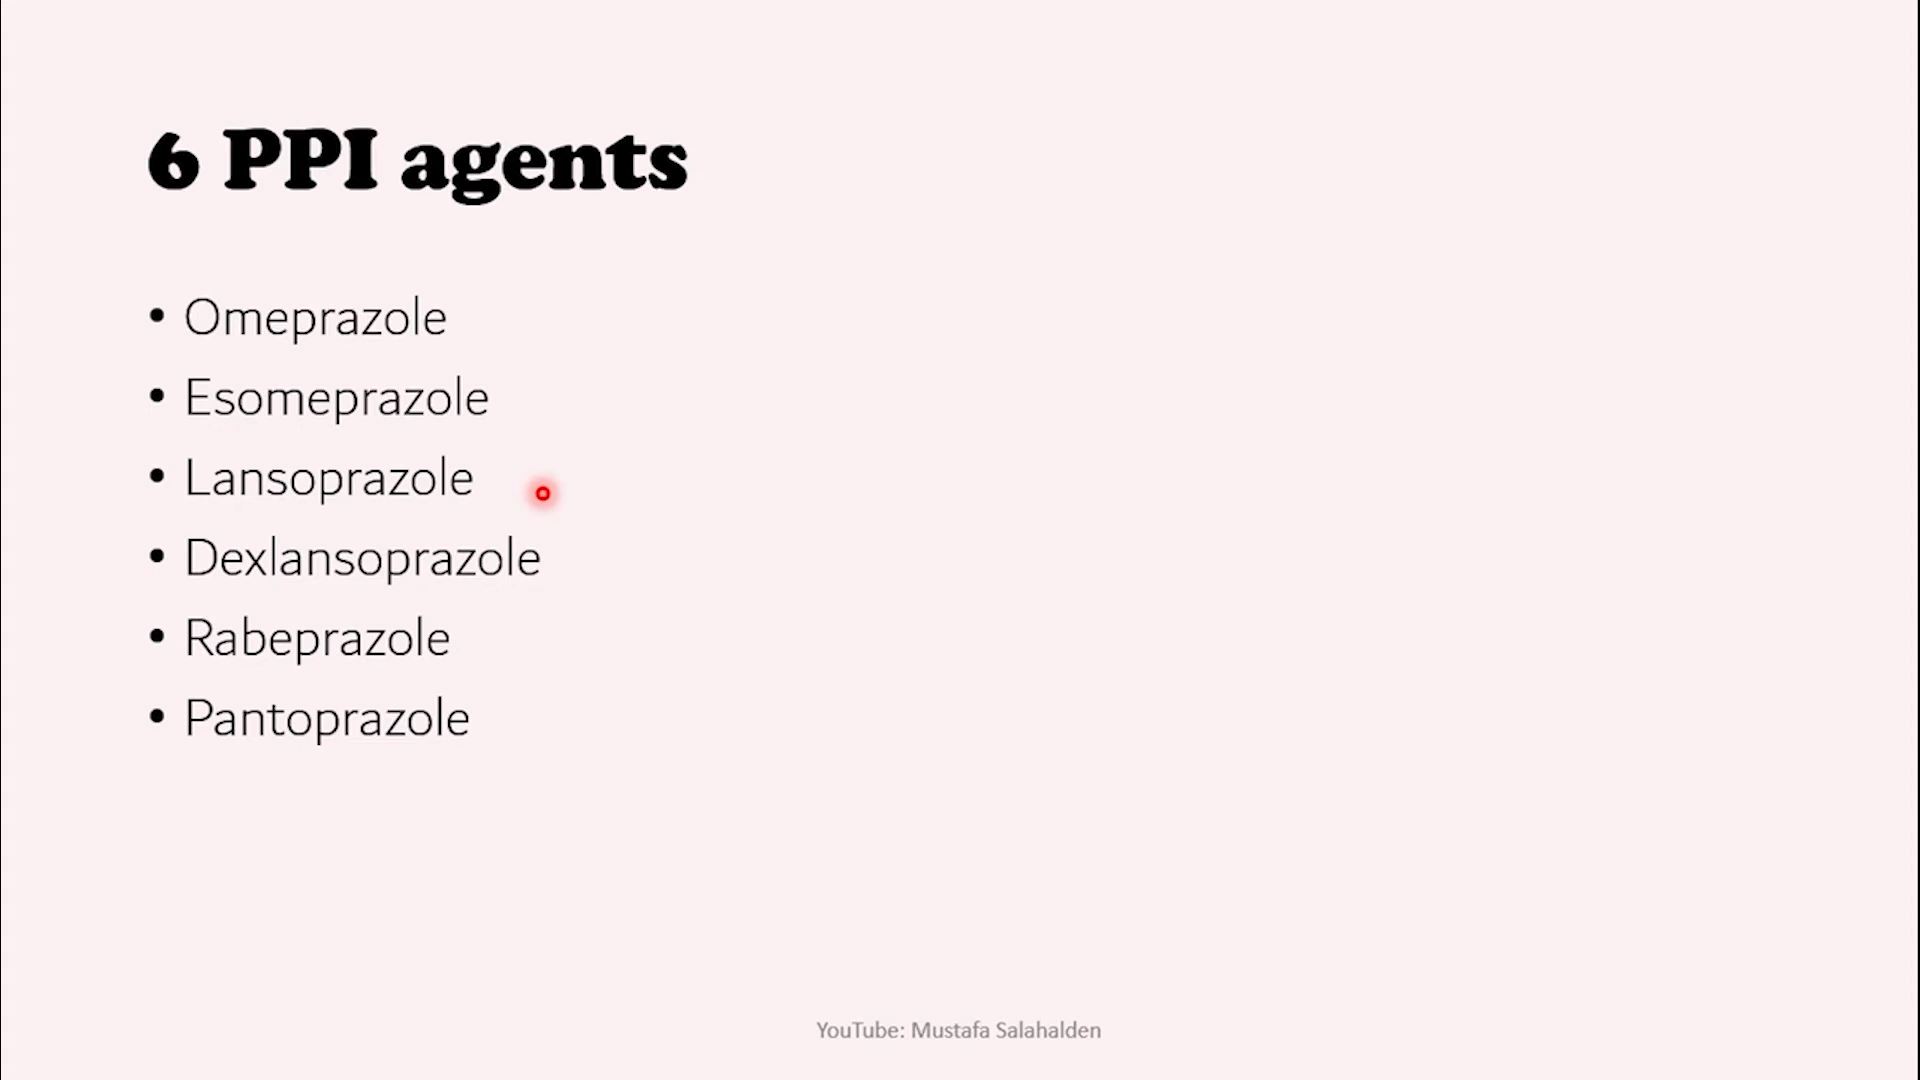 6 PPI agents
• Omeprazole
• Esomeprazole
• Lansoprazole
• Dexlansoprazole
• Rabeprazole
• Pantoprazole
YouTube: Mustafa Salahalden